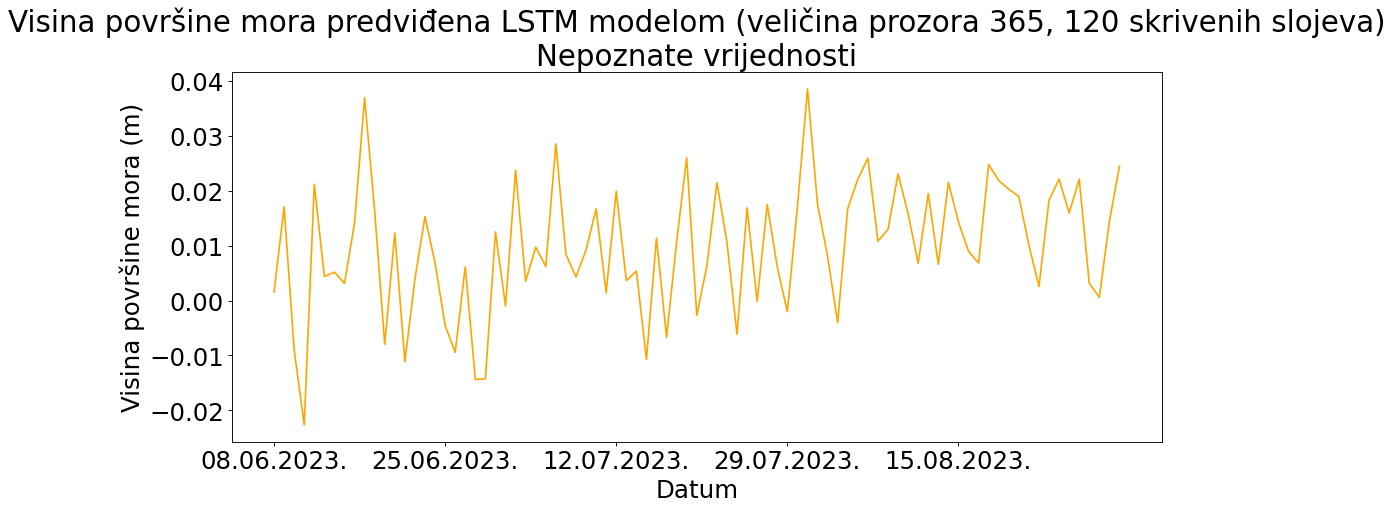 Visina površine mora predviđena LSTM modelom (veličina prozora 365, 120 skrivenih slojeva)
Nepoznate vrijednosti
Visina površine mora (m)
0.04
0.03
0.02
0.01
0.00
−0.01
−0.02
08.06.2023. 25.06.2023. 12.07.2023. 29.07.2023. 15.08.2023.
Datum